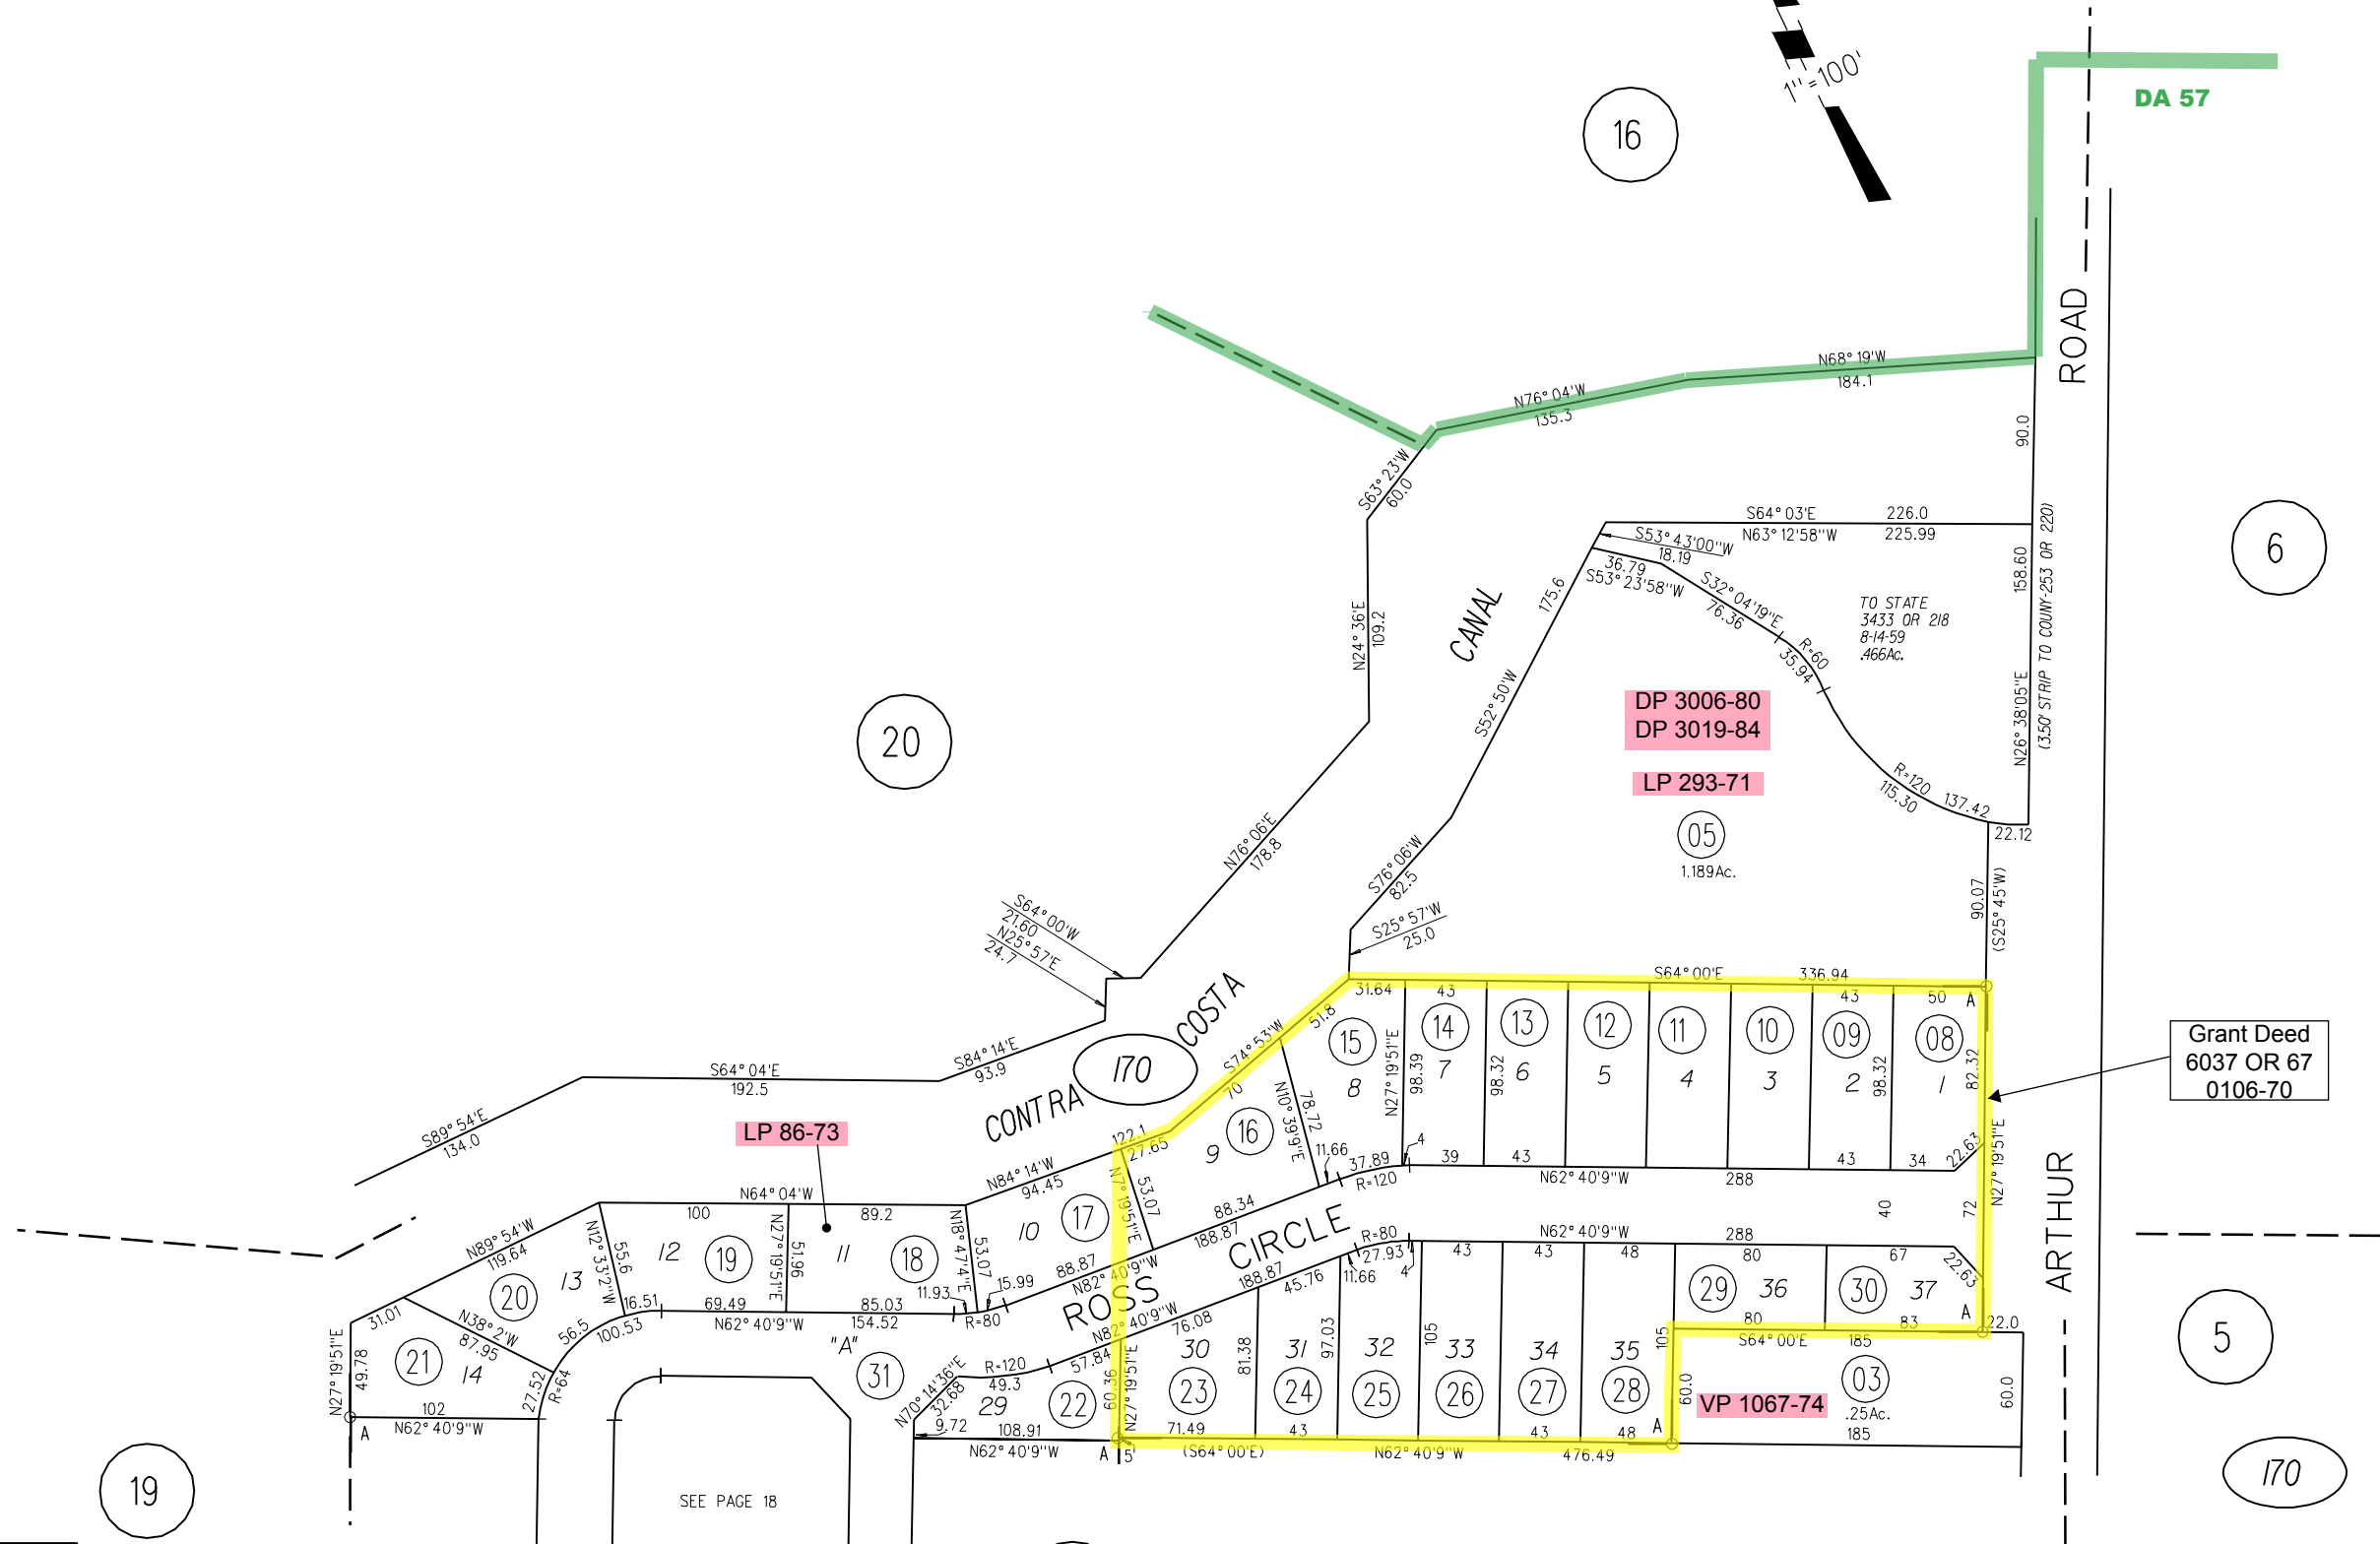 1"=100'
16
DA 57
ROAD
N68° 19'W
184.1
N76° 04'W
135.3
90.0
S63° 23'W
60.0
S64° 03'E 226.0
N63° 12'58"W 225.99
S53° 43'00"W
18.19
36.79
S53° 23'58"W
6
175.6
CANAL
S32° 04'19"E
76.36
TO STATE
3433 OR 218
8-14-59
.466Ac.
158.60
(3.50' STRIP TO COUNY-253 OR 220)
N24° 36'E
109.2
R=60
35.94
S52° 50'W
DP 3006-80
DP 3019-84
N26° 38'05"E
20
LP 293-71
R=120
115.30
137.42
22.12
05
1.189Ac.
N76° 06'E
178.8
S76° 06'W
82.5
90.07
(S25° 45'W)
S64° 00'W
21.60
N25° 57'E
24.7
S25° 57'W
25.0
S64° 00'E 336.94
COSTA
31.64
43
43
50
A
51.8
15
14
13
12
11
10
09
08
Grant Deed
6037 OR 67
0106-70
S84° 14'E
93.9
170
S74° 53'W
70
N27° 19'51"E
98.39
98.32
98.32
82.32
S64° 04'E
192.5
8
7
6
5
4
3
2
1
CONTRA
N10° 39'9"E
78.72
S89° 54'E
134.0
LP 86-73
122.1
27.65
16
9
11.66
37.89
R=120
4
39
43
43
34
22.63
N62° 40'9"W
288
N27° 19'51"E
N84° 14'W
94.45
N7° 19'51"E
53.07
N64° 04'W
100
89.2
17
10
88.34
188.87
40
72
ARTHUR
N89° 54'W
119.64
N12° 33'2"W
55.6
12
19
N27° 19'51"E
51.96
11
18
N18° 47'4"E
53.07
CIRCLE
R=80
27.93
N62° 40'9"W
288
43
43
48
80
67
22.63
13
20
11.93
15.99
88.87
N82° 40'9"W
188.87
45.76
11.66
4
29
36
30
37
31.01
N38° 2'W
87.95
56.5
100.53
16.51
69.49
85.03
N62° 40'9"W
154.52
R=80
ROSS
N82° 40'9"W
76.08
80
83
A
22.0
S64° 00'E
185
N27° 19'51"E
49.78
21
14
27.52
R=64
"A"
31
N70° 14'36"E
32.68
R=120
49.3
57.84
60.36
N27° 19'51"E
30
81.38
31
97.03
32
105
33
34
35
105
5
29
22
23
24
25
26
27
28
60.0
VP 1067-74
03
.25Ac.
185
60.0
102
N62° 40'9"W
A
9.72
108.91
N62° 40'9"W
A
5'
71.49
(S64° 00'E)
43
N62° 40'9"W
43
476.49
48
A
19
SEE PAGE 18
170